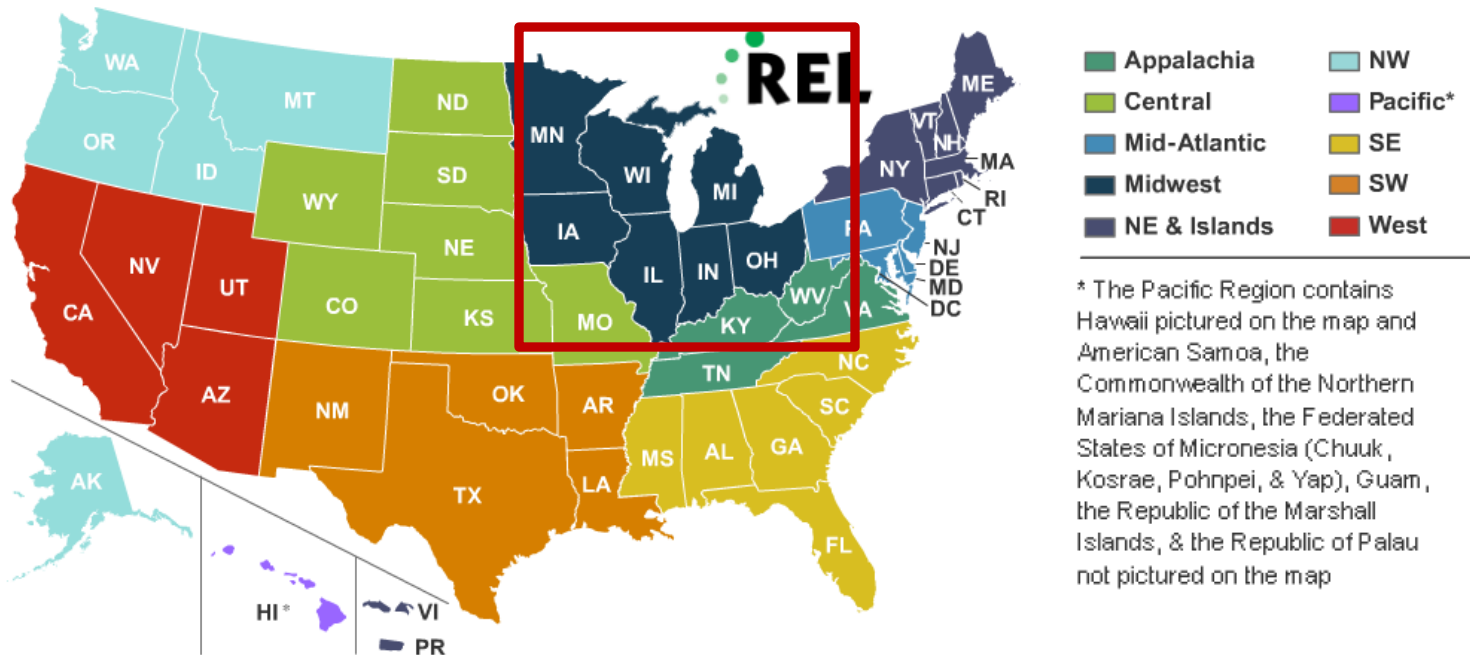 WA
MT
ND
MN
REL
ME
VT
NH
OR
ID
SD
WI
MI
NY
MA
RI
CT
WY
IA
PA
NE
NJ
NV
UT
IL
IN
OH
DE
MD
DC
CA
CO
KS
MO
WV
VA
KY
AZ
NM
OK
AR
TN
NC
SC
MS
AL
GA
TX
LA
AK
FL
HI*
VI
PR
Appalachia
Central
Mid-Atlantic
Midwest
NE & Islands
NW
Pacific*
SE
SW
West
* The Pacific Region contains
Hawaii pictured on the map and
American Samoa, the
Commonwealth of the Northern
Mariana Islands, the Federated
States of Micronesia (Chuuk,
Kosrae, Pohnpei, & Yap), Guam,
the Republic of the Marshall
Islands, & the Republic of Palau
not pictured on the map